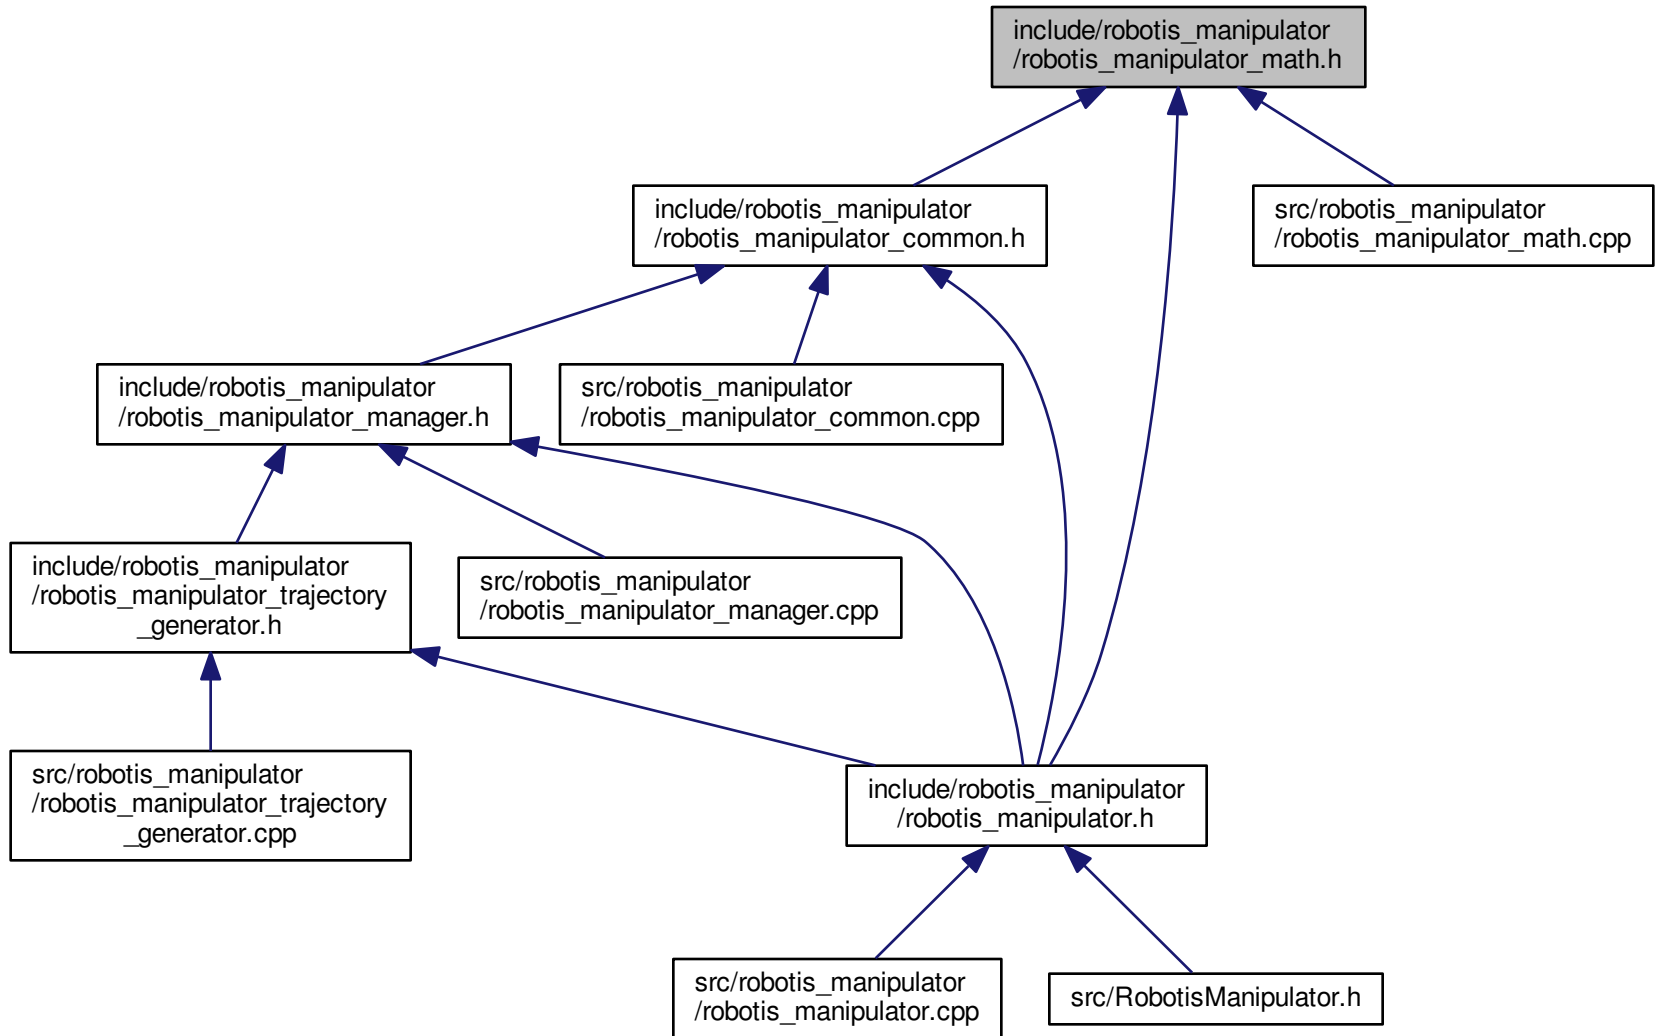 include/robotis_manipulator
/robotis_manipulator_math.h
include/robotis_manipulator
/robotis_manipulator_common.h
src/robotis_manipulator
/robotis_manipulator_math.cpp
include/robotis_manipulator
/robotis_manipulator_manager.h
src/robotis_manipulator
/robotis_manipulator_common.cpp
include/robotis_manipulator
/robotis_manipulator_trajectory
_generator.h
src/robotis_manipulator
/robotis_manipulator_manager.cpp
src/robotis_manipulator
/robotis_manipulator_trajectory
_generator.cpp
include/robotis_manipulator
/robotis_manipulator.h
src/robotis_manipulator
/robotis_manipulator.cpp
src/RobotisManipulator.h